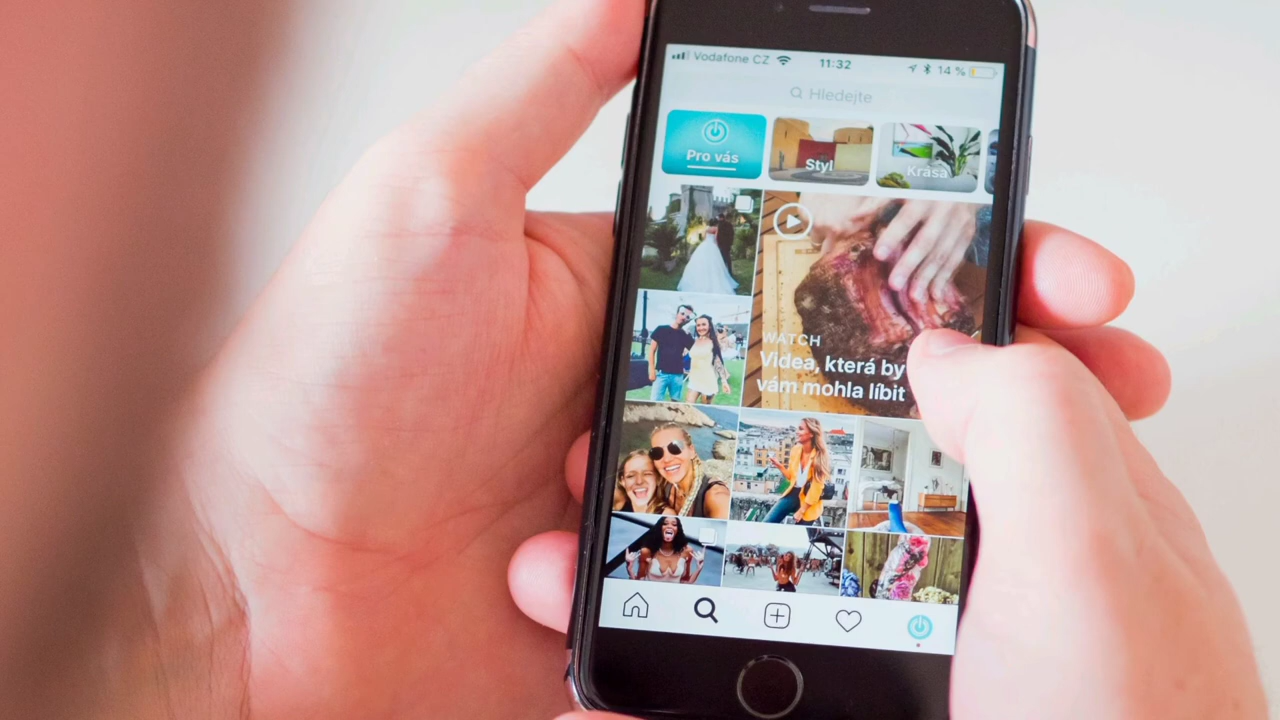 Vodafone CZ 11:32 14 %
Hledejte
Pro vás Styl Krása
WATCH
Videa, která by
vám mohla líbit